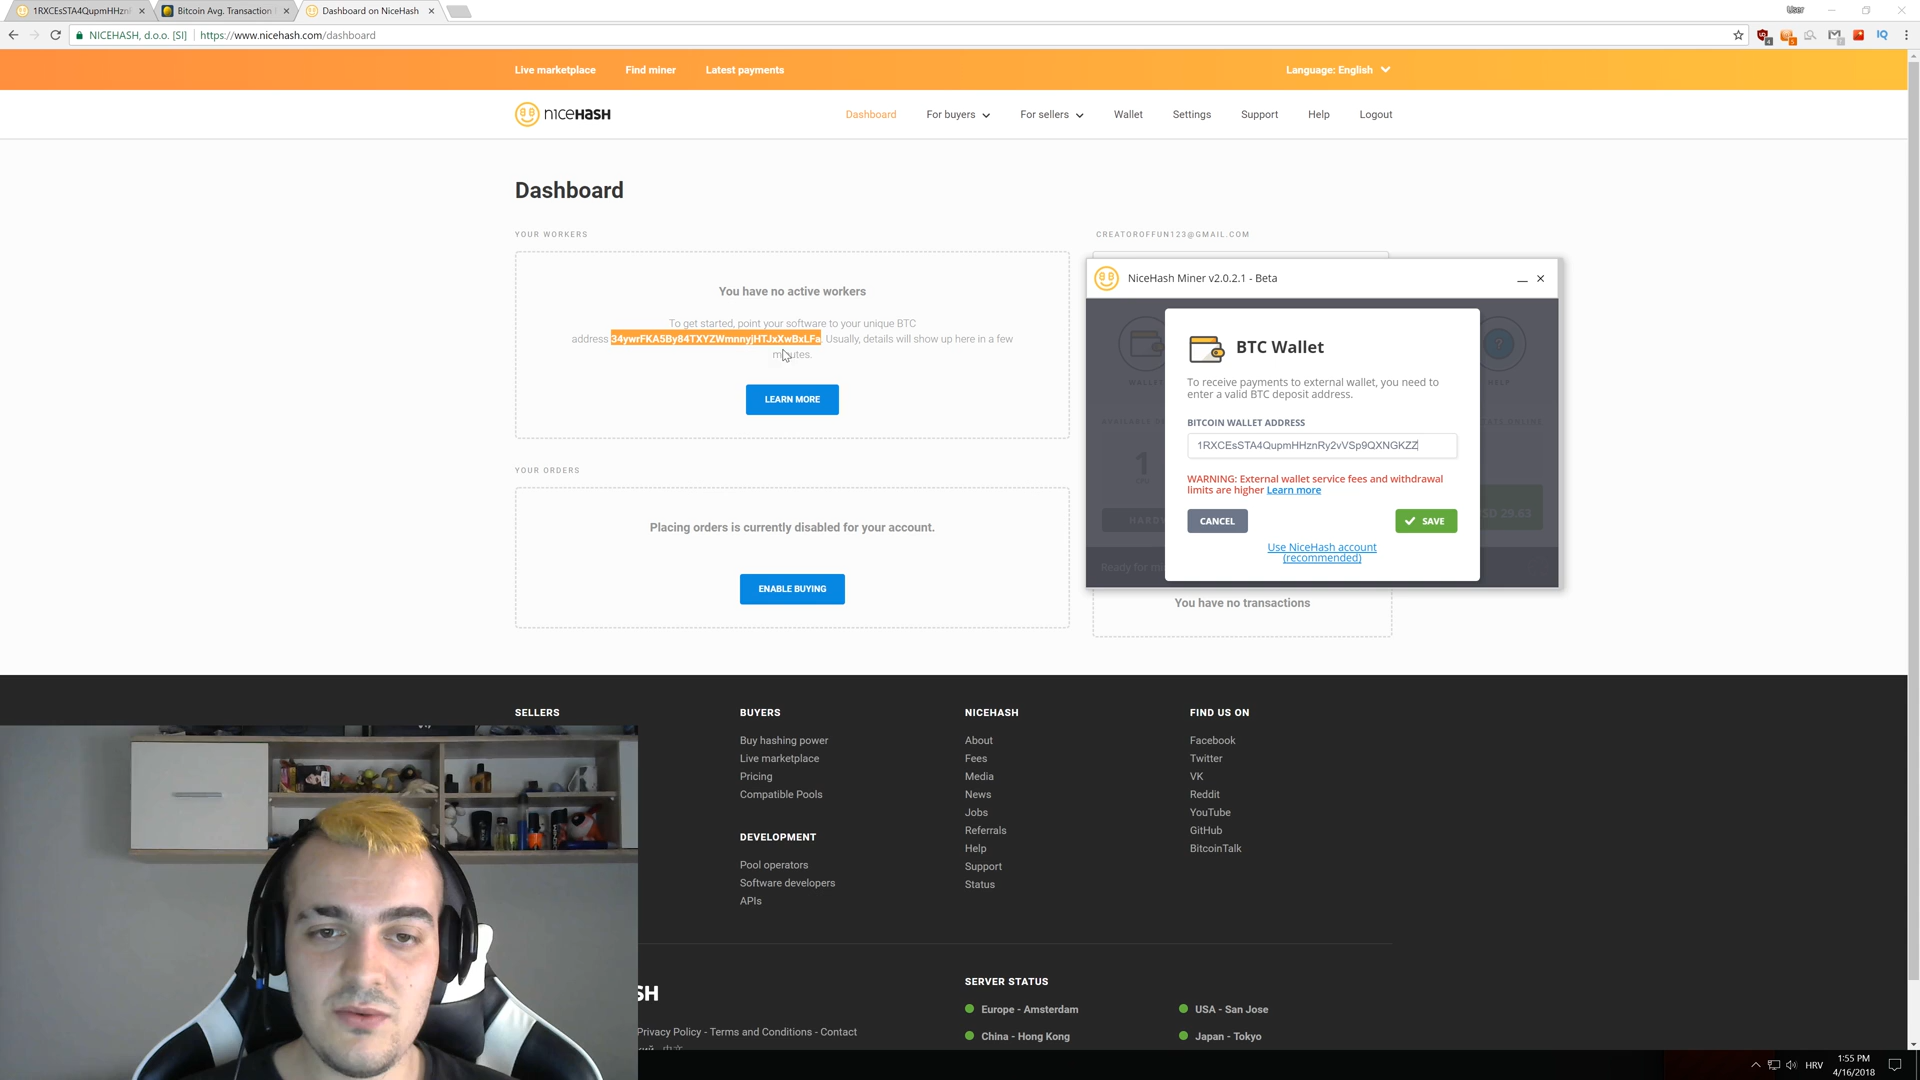 1RXCEsSTA4QupmHHzn
Bitcoin Avg. Transaction
Dashboard on NiceHash
User
NICEHASH, d.o.o. [SI]
https://www.nicehash.com/dashboard
Live marketplace
Find miner
Latest payments
Language: English
NICEHASH
Dashboard
For buyers
For sellers
Wallet
Settings
Support
Help
Logout
Dashboard
YOUR WORKERS
You have no active workers
To get started, point your software to your unique BTC
address 34ywrFKA5By84TXYZWmnnyjHTJxXwBxLFa Usually, details will show up here in a few
minutes.
LEARN MORE
YOUR ORDERS
Placing orders is currently disabled for your account.
ENABLE BUYING
CREATOROFFUN123@GMAIL.COM
NiceHash Miner v2.0.2.1 - Beta
BTC Wallet
To receive payments to external wallet, you need to
enter a valid BTC deposit address.
BITCOIN WALLET ADDRESS
1RXCEsSTA4QupmHHznRy2vVSp9QXNGKZZ
WARNING: External wallet service fees and withdrawal
limits are higher Learn more
CANCEL
SAVE
Use NiceHash account
(recommended)
1
HELP
29.63
Ready for
You have no transactions
SELLERS
BUYERS
Buy hashing power
Live marketplace
Pricing
Compatible Pools
DEVELOPMENT
Pool operators
Software developers
APIs
NICEHASH
About
Fees
Media
News
Jobs
Referrals
Help
Support
Status
FIND US ON
Facebook
Twitter
VK
Reddit
YouTube
GitHub
BitcoinTalk
SH
Privacy Policy - Terms and Conditions - Contact
SERVER STATUS
Europe - Amsterdam
USA - San Jose
China - Hong Kong
Japan - Tokyo
HRV
1:55 PM
4/16/2018